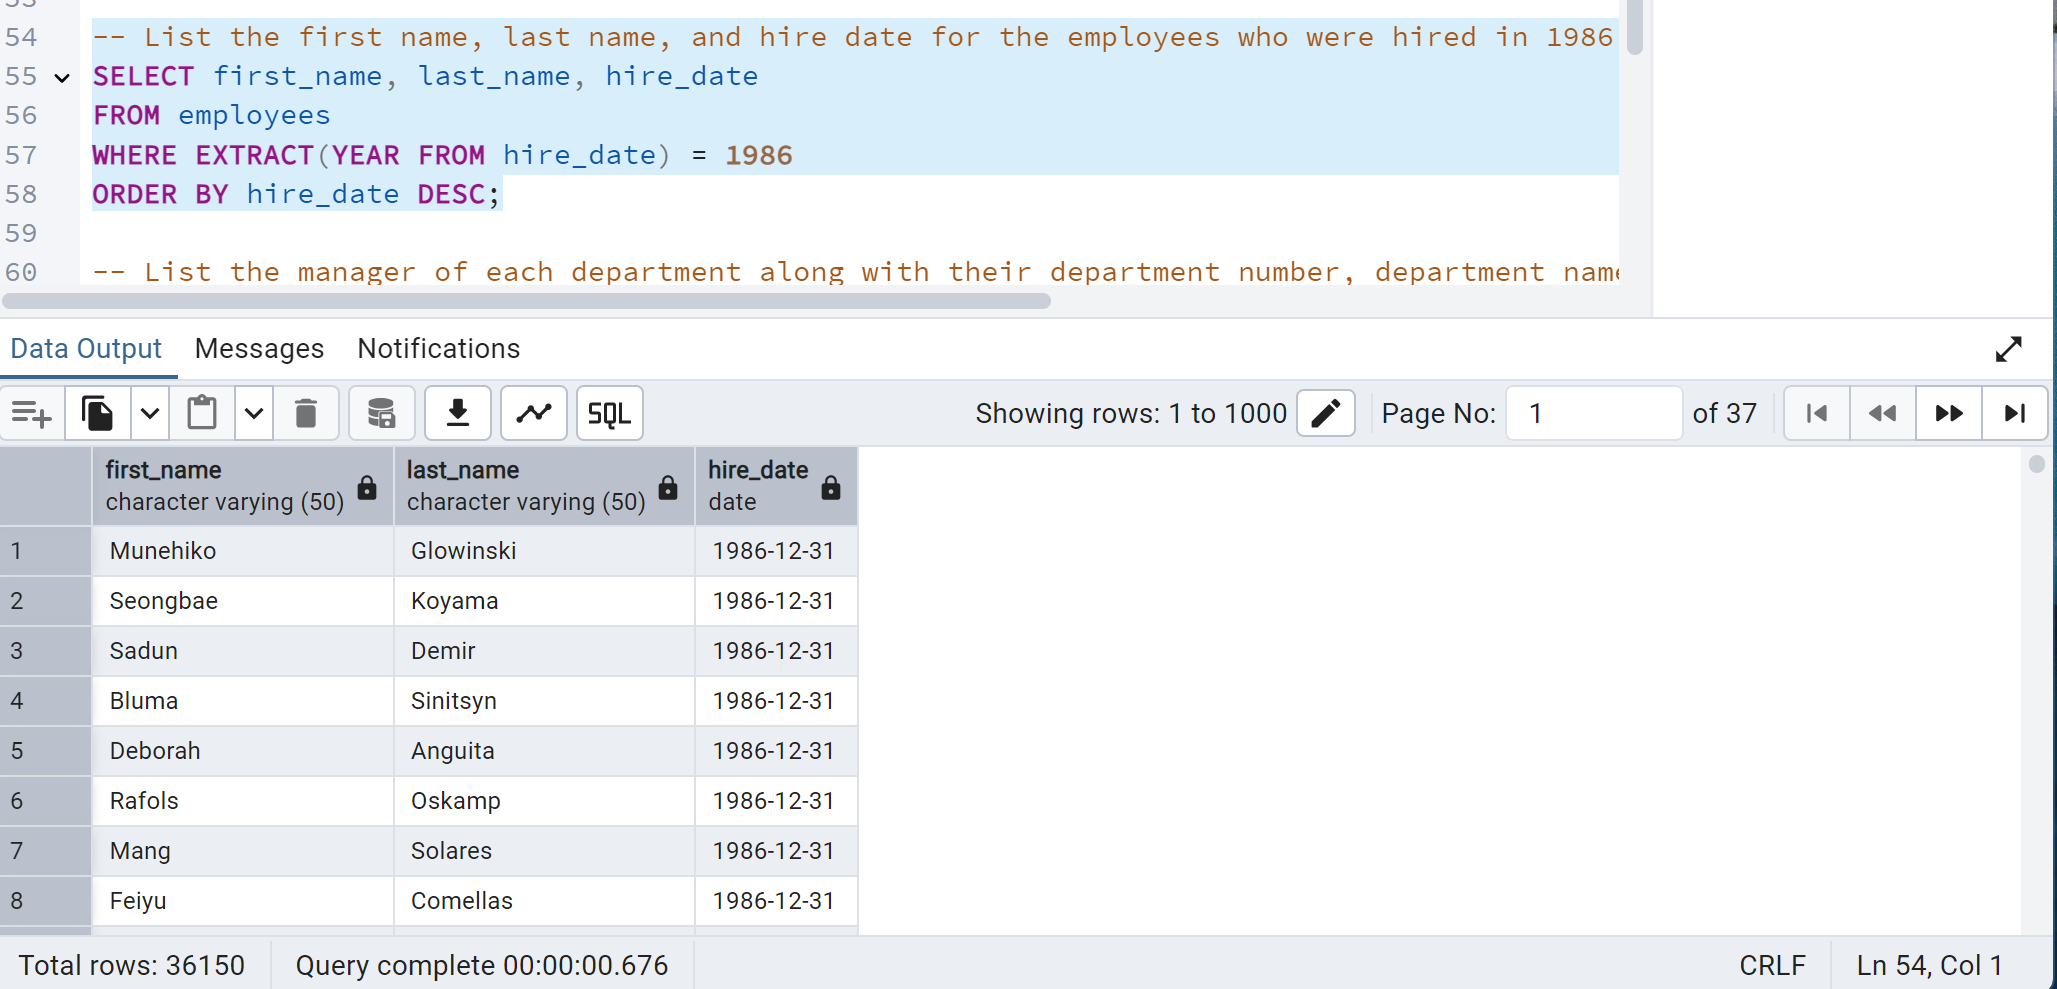 54 -- List the first name, last name, and hire date for the employees who were hired in 1986
55 SELECT first_name, last_name, hire_date
56 FROM employees
57 WHERE EXTRACT(YEAR FROM hire_date) = 1986
58 ORDER BY hire_date DESC;
59
60 -- List the manager of each department along with their department number, department name
Data Output Messages Notifications
SQL Showing rows: 1 to 1000 Page No: 1 of 37
first_name last_name hire_date
character varying (50) character varying (50) date
1 Munehiko Glowinski 1986-12-31
2 Seongbae Koyama 1986-12-31
3 Sadun Demir 1986-12-31
4 Bluma Sinitsyn 1986-12-31
5 Deborah Anguita 1986-12-31
6 Rafols Oskamp 1986-12-31
7 Mang Solares 1986-12-31
8 Feiyu Comellas 1986-12-31
Total rows: 36150 Query complete 00:00:00.676 CRLF Ln 54, Col 1